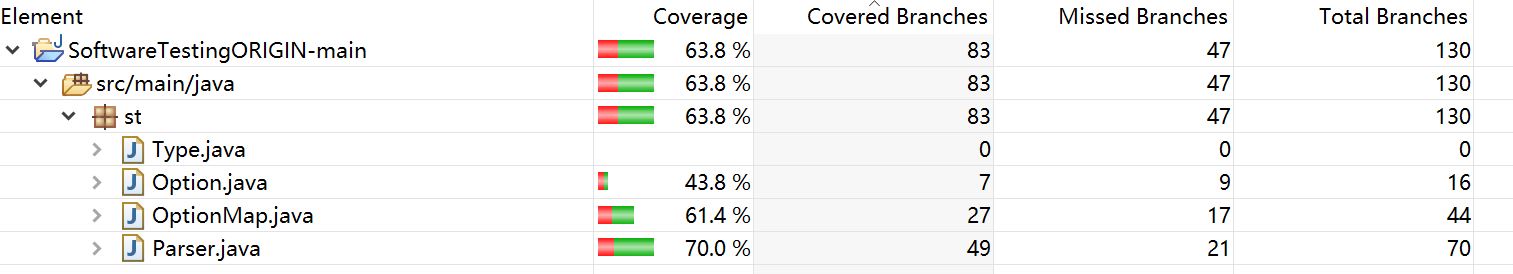 Element Coverage Covered Branches Missed Branches Total Branches
SoftwareTestingORIGIN-main 63.8 % 83 47 130
src/main/java 63.8 % 83 47 130
st 63.8 % 83 47 130
Type.java 0 0 0
Option.java 43.8 % 7 9 16
OptionMap.java 61.4 % 27 17 44
Parser.java 70.0 % 49 21 70